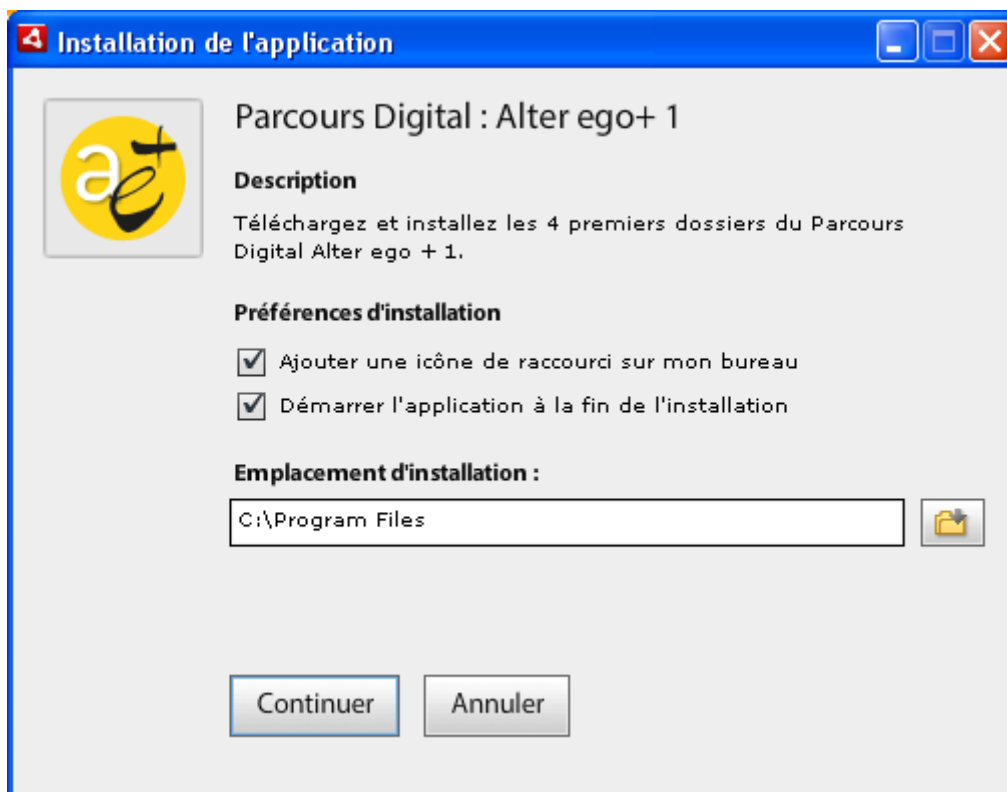 Installation de l'application
ae+
Parcours Digital : Alter ego+ 1
Description
Téléchargez et installez les 4 premiers dossiers du Parcours
Digital Alter ego + 1.
Préférences d'installation
Ajouter une icône de raccourci sur mon bureau
Démarrer l'application à la fin de l'installation
Emplacement d'installation :
C:\Program Files
Continuer
Annuler